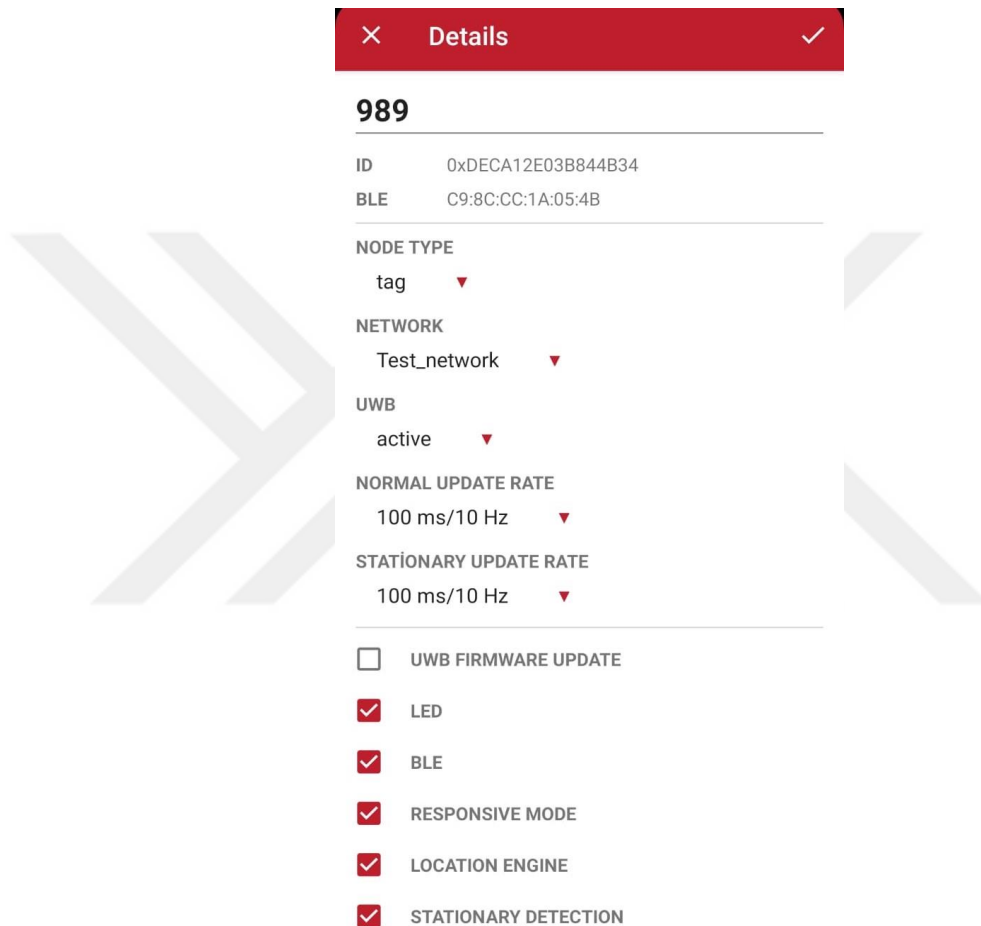 Details
989
ID 0xDECA12E03B844B34
BLE C9:8C:CC:1A:05:4B
NODE TYPE
tag
NETWORK
Test_network
UWB
active
NORMAL UPDATE RATE
100 ms/10 Hz
STATİONARY UPDATE RATE
100 ms/10 Hz
UWB FIRMWARE UPDATE
LED
BLE
RESPONSIVE MODE
LOCATION ENGINE
STATIONARY DETECTION